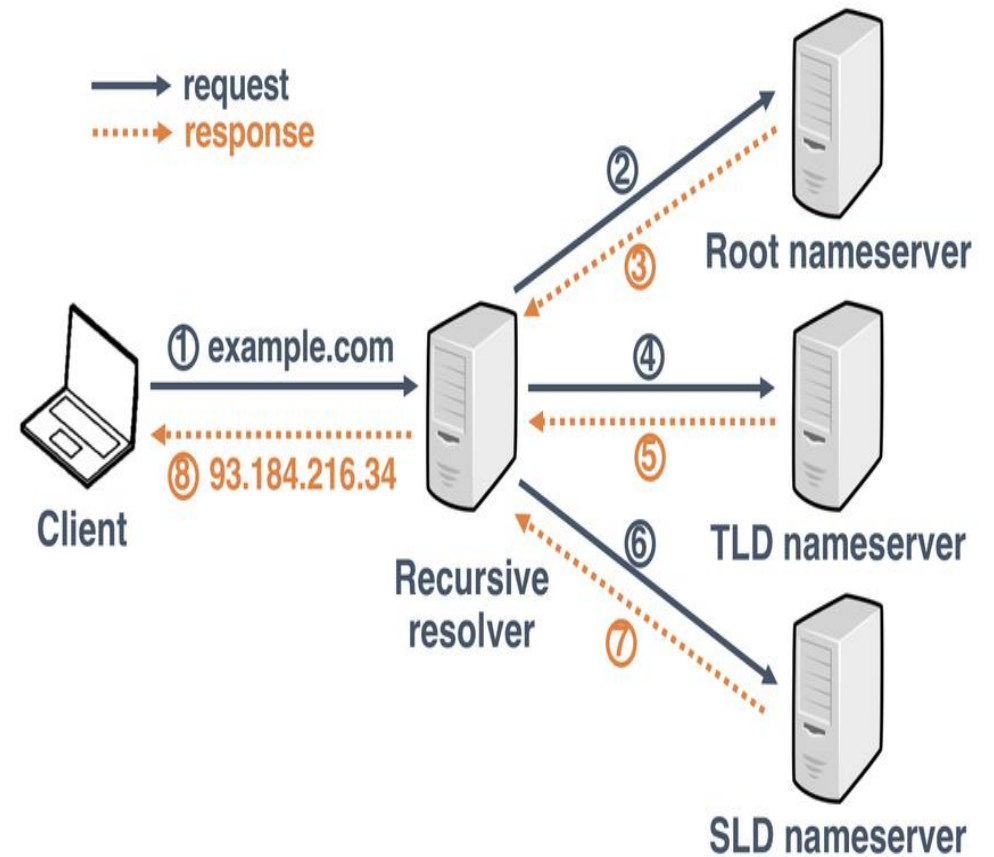 request
response
②
③
Root nameserver
① example.com
④
⑤
⑧ 93.184.216.34
Client
TLD nameserver
⑥
Recursive
resolver
⑦
SLD nameserver